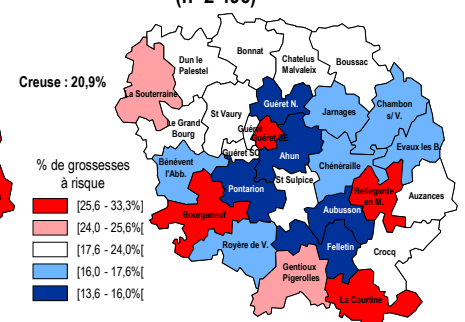 Creuse : 20,9%
% de grossesses
à risque
[25,6 - 33,3%]
[24,0 - 25,6%[
[17,6 - 24,0%[
[16,0 - 17,6%[
[13,6 - 16,0%[
Bonnat
Dun le
Palestel
Chatelus
Malvaleix
Boussac
La Souterraine
Guéret N.
Chambon
s/ V.
Jarnages
St Vaury
Le Grand
Bourg
Guéret
Guéret SE
Guéret SO
Evaux les B.
Ahun
Bénévent
l'Abb.
Chénéraille
Pontarion
St Sulpice
Bellegarde
en M.
Auzances
Bourganeuf
Aubusson
Royère de V.
Felletin
Crocq
Gentioux
Pigerolles
La Courtine